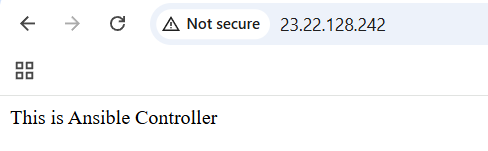 Not secure 23.22.128.242
This is Ansible Controller